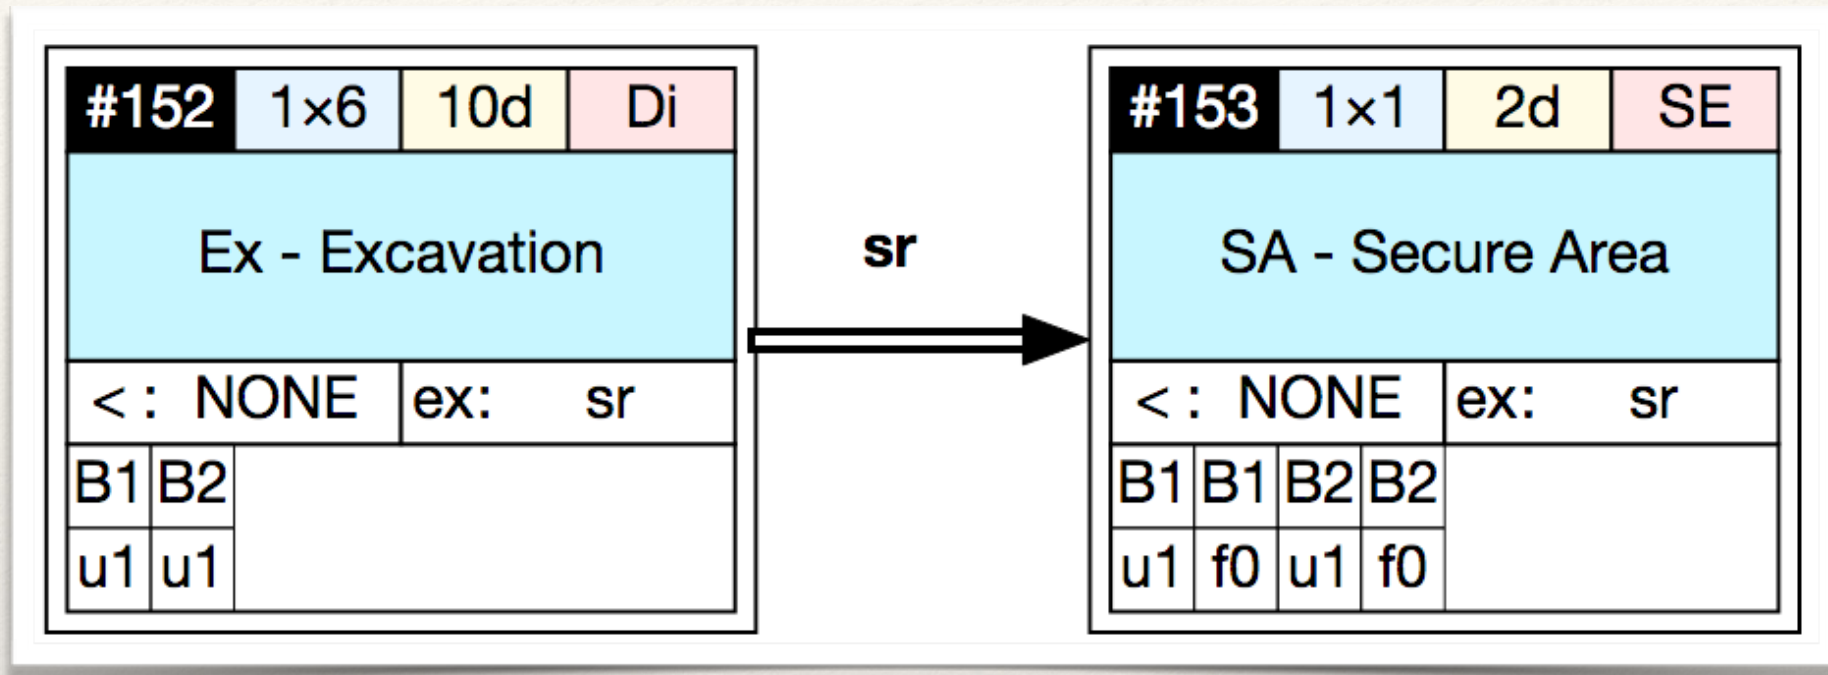 #152 1×6 10d Di
Ex - Excavation
< : NONE ex: sr
B1 B2
u1 u1
sr
#153 1×1 2d SE
SA - Secure Area
< : NONE ex: sr
B1 B1 B2 B2
u1 f0 u1 f0